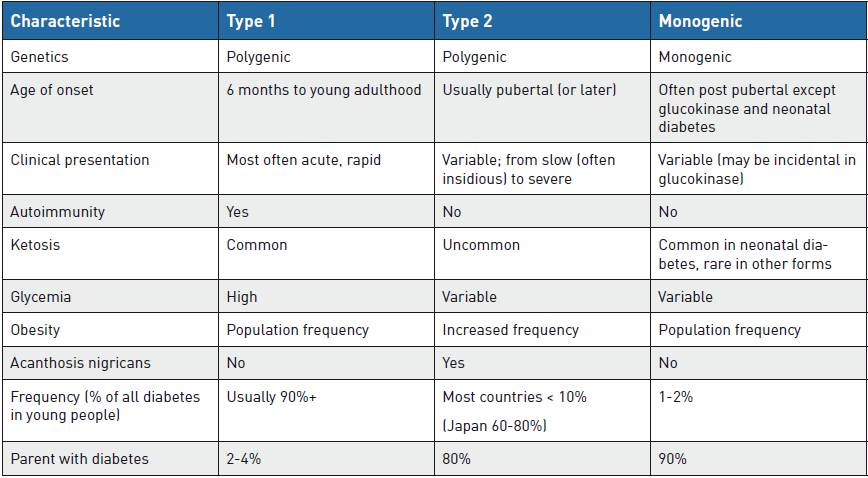 Characteristic Type 1 Type 2 Monogenic
Genetics Polygenic Polygenic Monogenic
Age of onset 6 months to young adulthood Usually pubertal (or later) Often post pubertal except
glucokinase and neonatal
diabetes
Clinical presentation Most often acute, rapid Variable; from slow (often Variable (may be incidental in
insidious) to severe glucokinase)
Autoimmunity Yes No No
Ketosis Common Uncommon Common in neonatal dia-
betes, rare in other forms
Glycemia High Variable Variable
Obesity Population frequency Increased frequency Population frequency
Acanthosis nigricans No Yes No
Frequency (% of all diabetes Usually 90%+ Most countries < 10% 1-2%
in young people)
(Japan 60-80%)
Parent with diabetes 2-4% 80% 90%